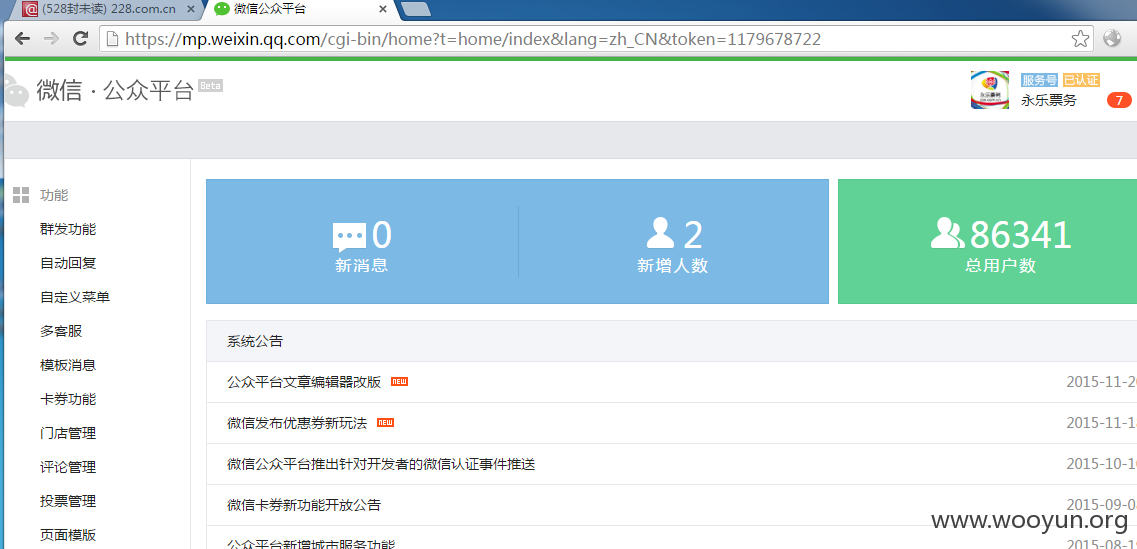 (528封未读) 228.com.cn
微信公众平台
https://mp.weixin.qq.com/cgi-bin/home?t=home/index&lang=zh_CN&token=1179678722
微信·公众平台 Beta
服务号 已认证
永乐票务 7
功能
群发功能
自动回复
自定义菜单
多客服
模板消息
卡券功能
门店管理
评论管理
投票管理
页面模版
0
新消息
2
新增人数
86341
总用户数
系统公告
公众平台文章编辑器改版 NEW 2015-11-2
微信发布优惠券新玩法 NEW 2015-11-1
微信公众平台推出针对开发者的微信认证事件推送 2015-10-1
微信卡券新功能开放公告 2015-09-0
公众平台新增城市服务功能 2015-08-1
www.wooyun.org